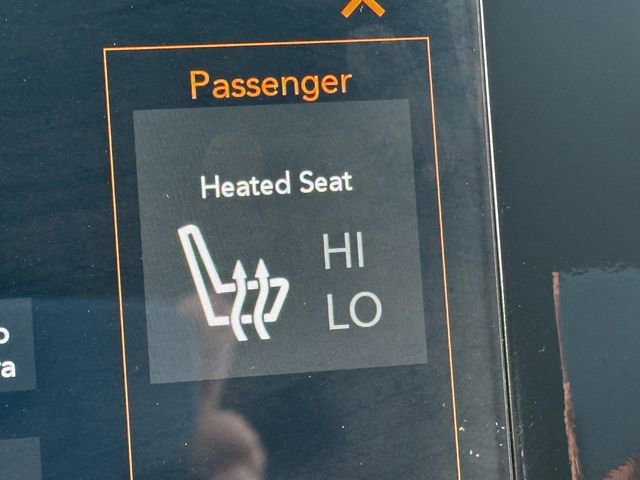 Passenger
Heated Seat
HI
LO